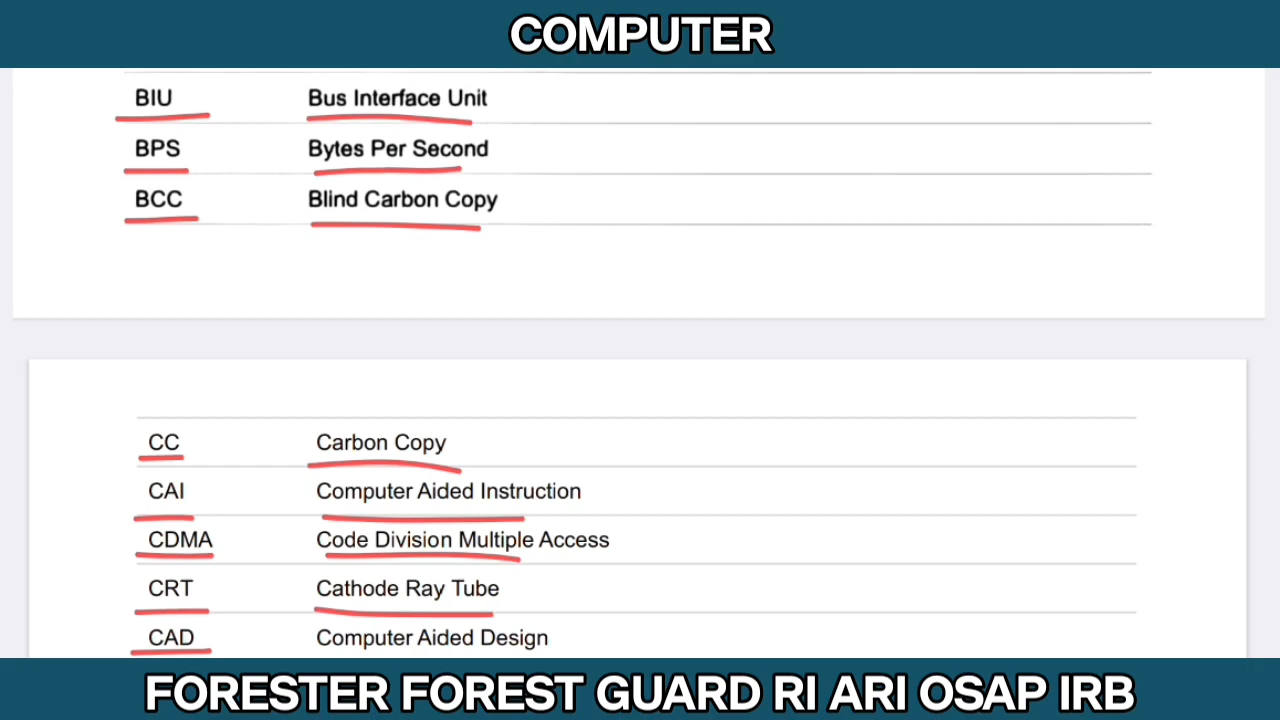 COMPUTER
BIU Bus Interface Unit
BPS Bytes Per Second
BCC Blind Carbon Copy
CC Carbon Copy
CAI Computer Aided Instruction
CDMA Code Division Multiple Access
CRT Cathode Ray Tube
CAD Computer Aided Design
FORESTER FOREST GUARD RI ARI OSAP IRB